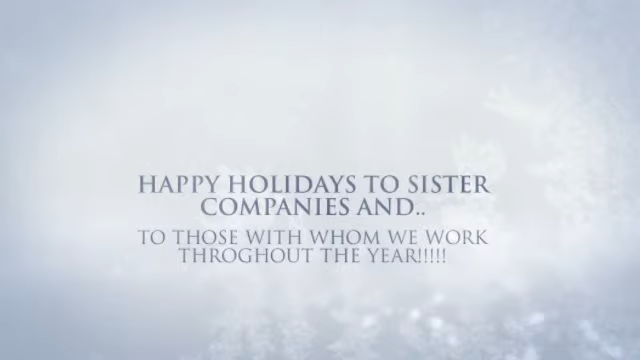 HAPPY HOLIDAYS TO SISTER
COMPANIES AND..
TO THOSE WITH WHOM WE WORK
THROGHOUT THE YEAR!!!!!